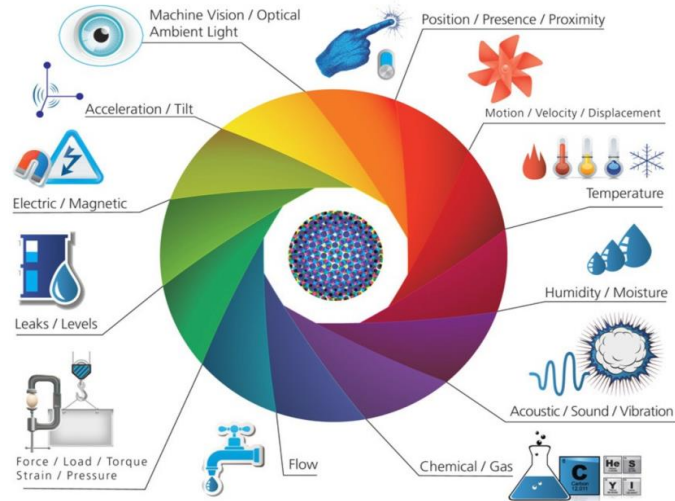 Machine Vision / Optical
Ambient Light
Position / Presence / Proximity
Acceleration / Tilt
Motion / Velocity / Displacement
Electric / Magnetic
Temperature
Leaks / Levels
Humidity / Moisture
Force / Load / Torque
Strain / Pressure
Acoustic / Sound / Vibration
Flow
Chemical / Gas
C
Carbon
He
S
Y
I